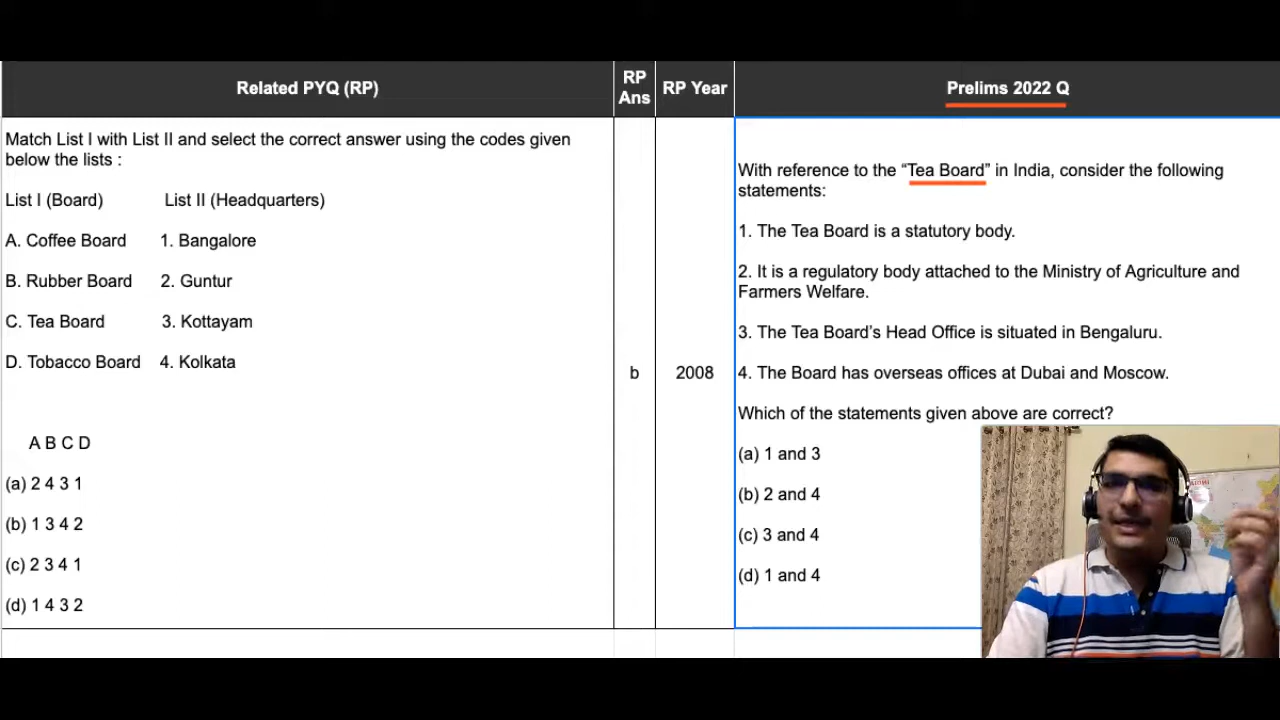 Related PYQ (RP)
RP
Ans
RP Year
Prelims 2022 Q
Match List I with List II and select the correct answer using the codes given
below the lists :
List I (Board) List II (Headquarters)
A. Coffee Board 1. Bangalore
B. Rubber Board 2. Guntur
C. Tea Board 3. Kottayam
D. Tobacco Board 4. Kolkata
A B C D
(a) 2 4 3 1
(b) 1 3 4 2
(c) 2 3 4 1
(d) 1 4 3 2
b
2008
With reference to the “Tea Board” in India, consider the following
statements:
1. The Tea Board is a statutory body.
2. It is a regulatory body attached to the Ministry of Agriculture and
Farmers Welfare.
3. The Tea Board’s Head Office is situated in Bengaluru.
4. The Board has overseas offices at Dubai and Moscow.
Which of the statements given above are correct?
(a) 1 and 3
(b) 2 and 4
(c) 3 and 4
(d) 1 and 4